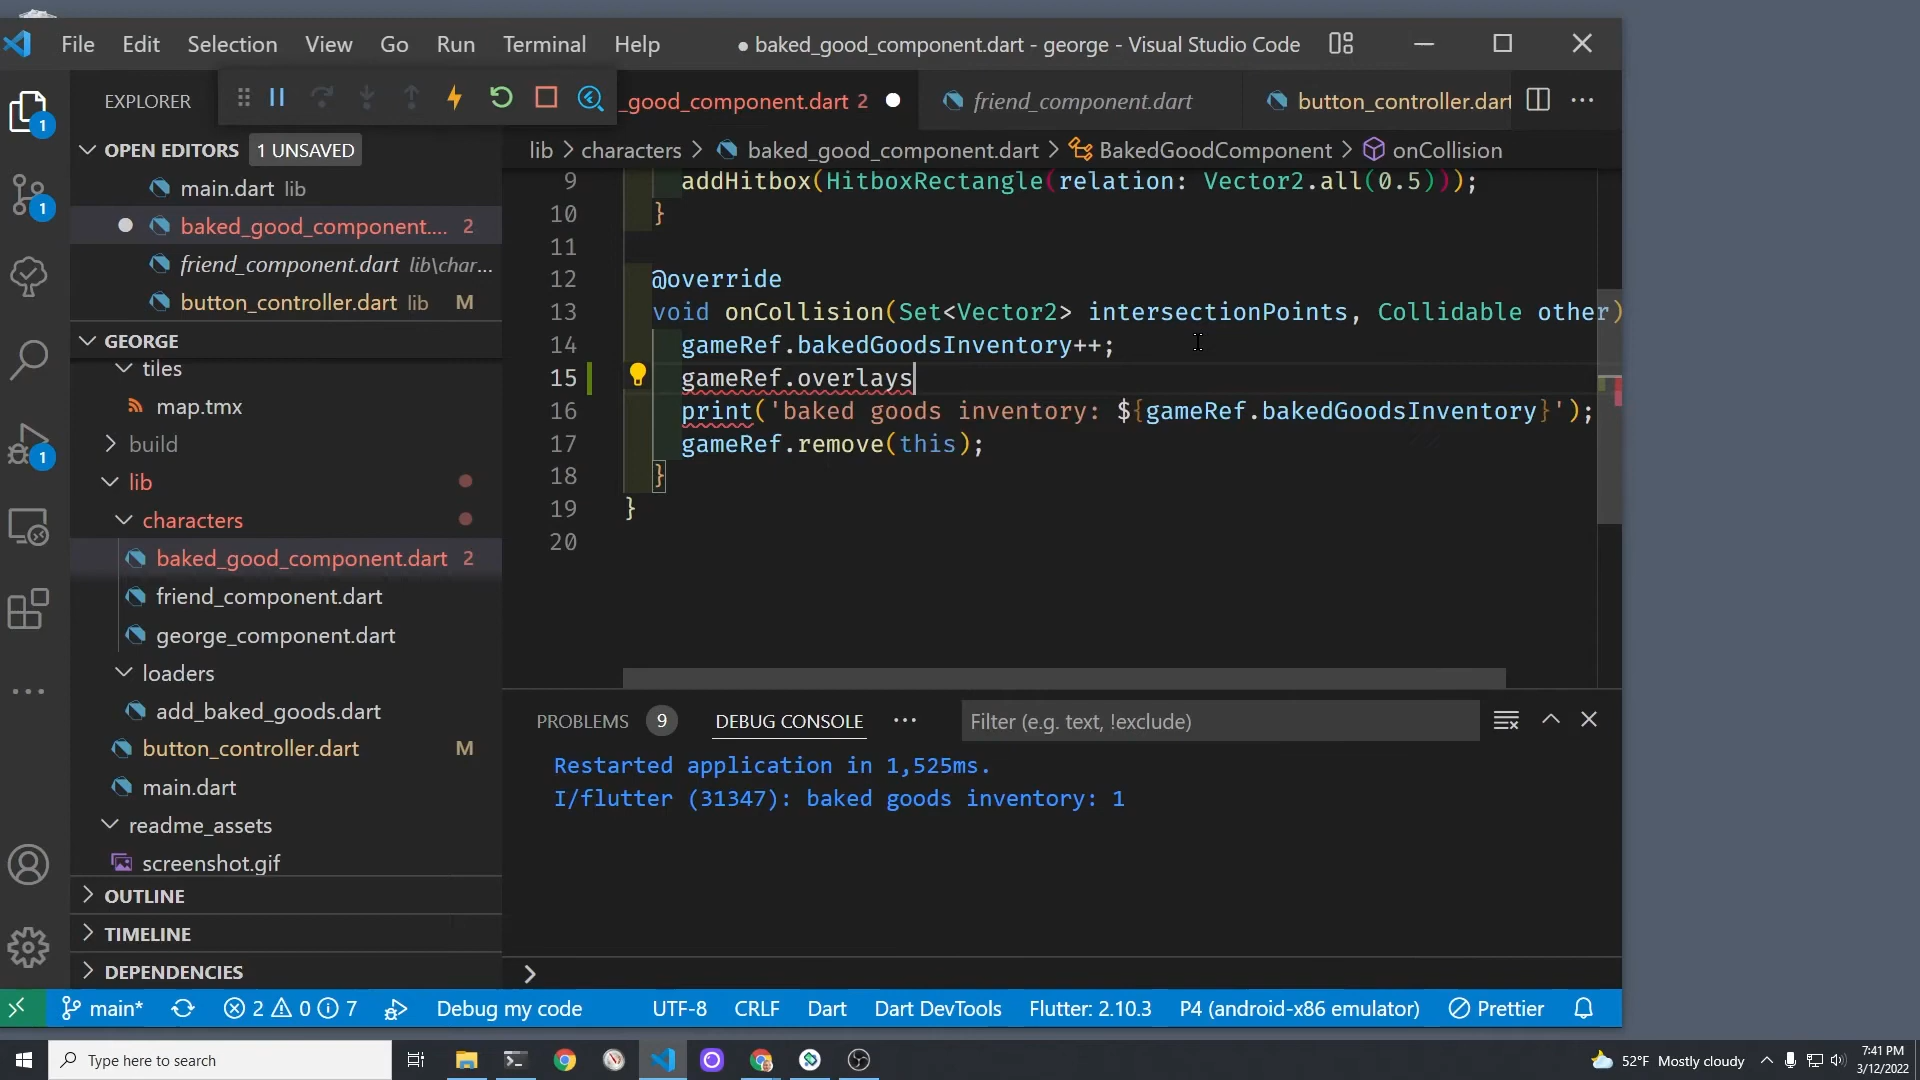 File Edit Selection View Go Run Terminal Help ● baked_good_component.dart - george - Visual Studio Code
EXPLORER
_good_component.dart 2 friend_component.dart button_controller.dart
OPEN EDITORS 1 UNSAVED
lib > characters > baked_good_component.dart > BakedGoodComponent > onCollision
main.dart lib
baked_good_component.... 2
friend_component.dart lib\char...
button_controller.dart lib M
GEORGE
tiles
map.tmx
build
lib
characters
baked_good_component.dart 2
friend_component.dart
george_component.dart
loaders
add_baked_goods.dart
button_controller.dart M
main.dart
readme_assets
screenshot.gif
OUTLINE
TIMELINE
DEPENDENCIES
9 addHitbox(HitboxRectangle(relation: Vector2.all(0.5)));
10 }
11
12 @override
13 void onCollision(Set<Vector2> intersectionPoints, Collidable other)
14 gameRef.bakedGoodsInventory++;
15 gameRef.overlays
16 print('baked goods inventory: ${gameRef.bakedGoodsInventory}');
17 gameRef.remove(this);
18 }
19 }
20
PROBLEMS 9 DEBUG CONSOLE ··· Filter (e.g. text, !exclude)
Restarted application in 1,525ms.
I/flutter (31347): baked goods inventory: 1
>
main* 2 0 7 Debug my code UTF-8 CRLF Dart Dart DevTools Flutter: 2.10.3 P4 (android-x86 emulator) Prettier
Type here to search 52°F Mostly cloudy 7:41 PM
3/12/2022
1
1
1